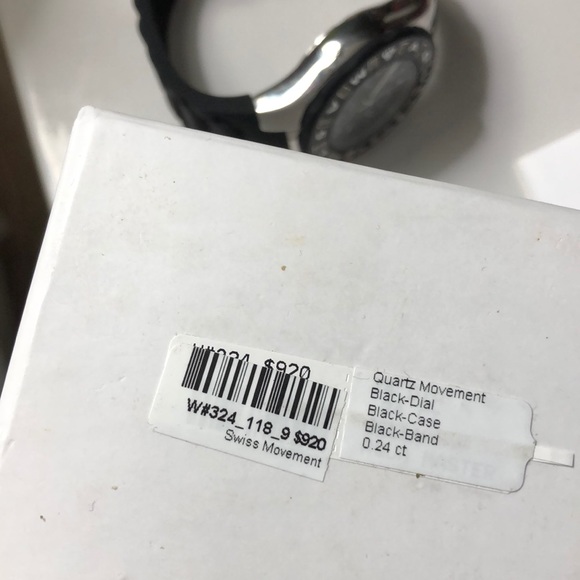 W#324 $920
W#324_118_9 $920
Swiss Movement
Quartz Movement
Black-Dial
Black-Case
Black-Band
0.24 ct